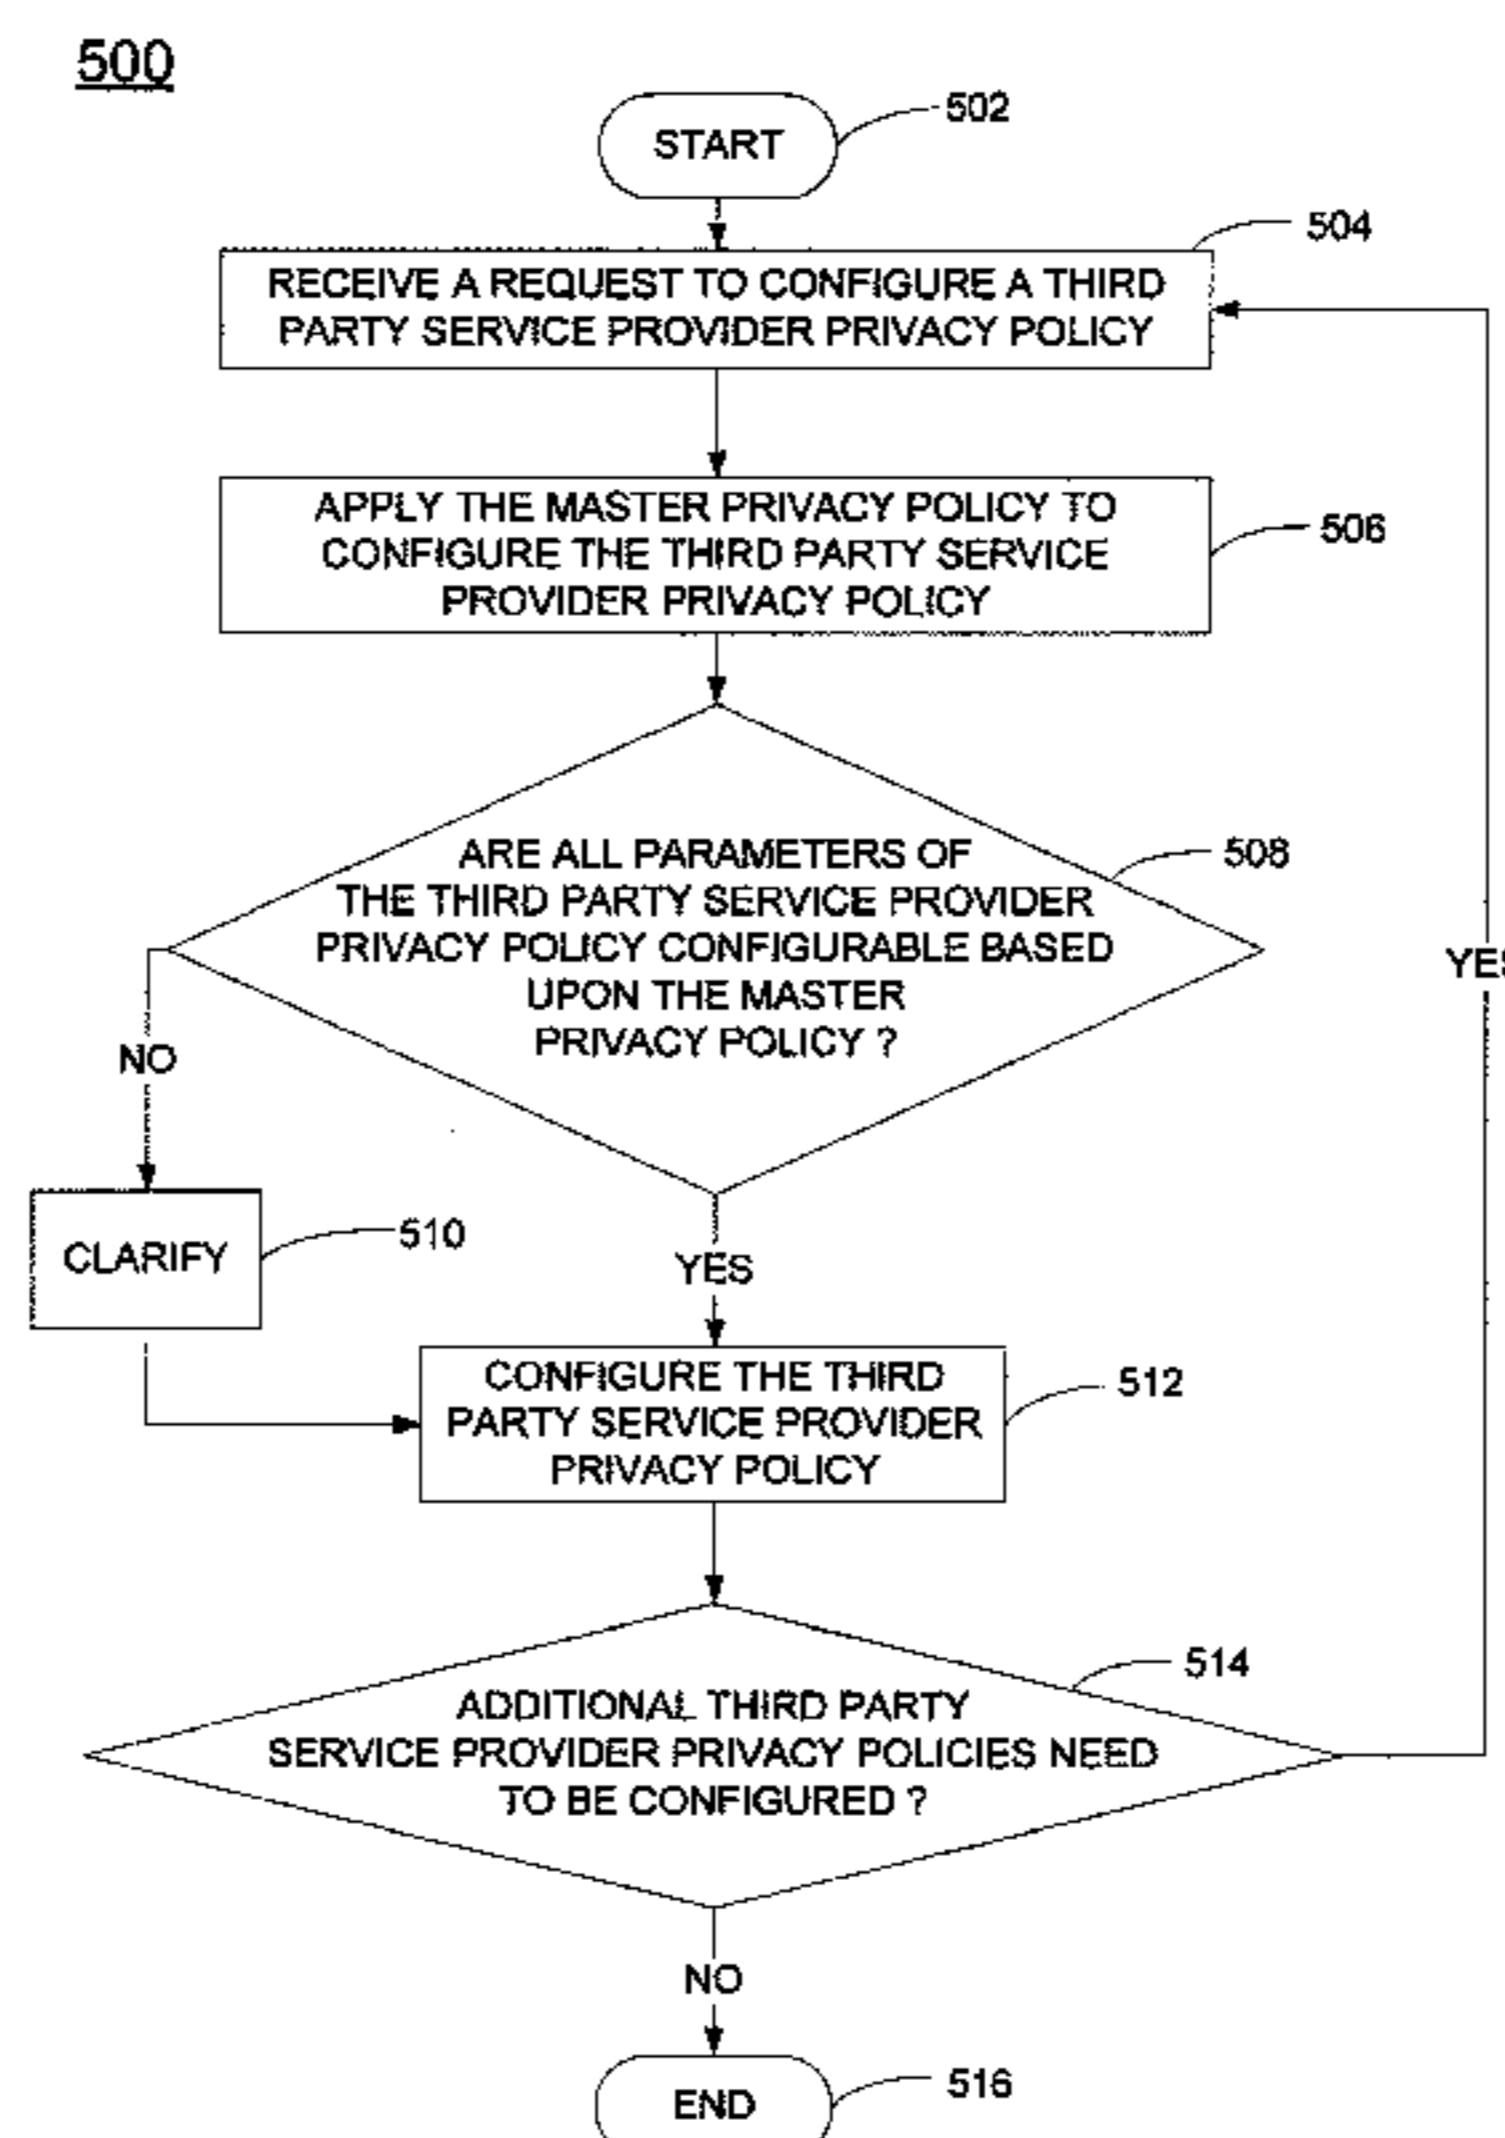 500
START
502
504
RECEIVE A REQUEST TO CONFIGURE A THIRD
PARTY SERVICE PROVIDER PRIVACY POLICY
APPLY THE MASTER PRIVACY POLICY TO
CONFIGURE THE THIRD PARTY SERVICE
PROVIDER PRIVACY POLICY
506
ARE ALL PARAMETERS OF
THE THIRD PARTY SERVICE PROVIDER
PRIVACY POLICY CONFIGURABLE BASED
UPON THE MASTER
PRIVACY POLICY ?
508
YES
NO
CLARIFY
510
YES
CONFIGURE THE THIRD
PARTY SERVICE PROVIDER
PRIVACY POLICY
512
514
ADDITIONAL THIRD PARTY
SERVICE PROVIDER PRIVACY POLICIES NEED
TO BE CONFIGURED ?
NO
END
516